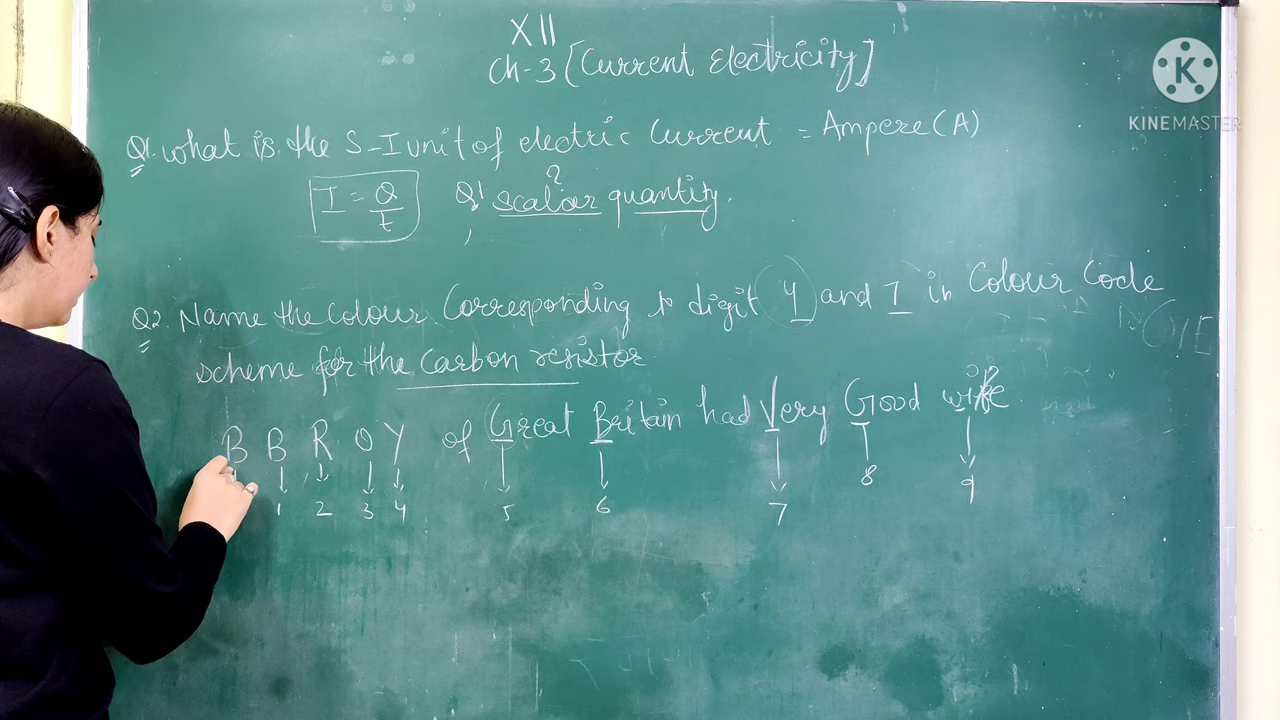 XII
Ch-3 [Current Electricity]
Q1. What is the S-I unit of electric current = Ampere (A)
?
I = Q/t Q! scalar quantity.
Q2. Name the colour corresponding to digit 4 and 7 in Colour Code
scheme for the carbon resistor.
B B R O Y of Great Britain had Very Good wife
1 2 3 4 5 6 7 8 9
KINEMASTER